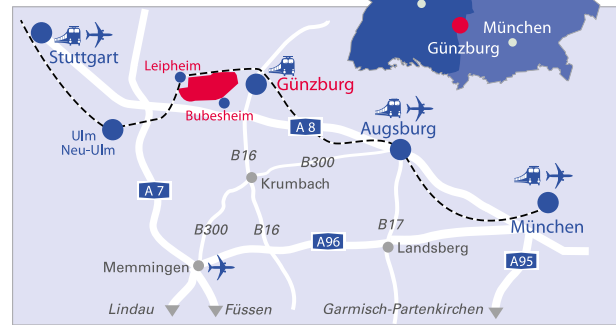 München
Günzburg
Stuttgart
Leipheim
Günzburg
Bubesheim
Ulm
Neu-Ulm
A 8
Augsburg
B16
B300
Krumbach
A 7
München
B300
B16
B17
A96
Landsberg
A95
Memmingen
Lindau
Füssen
Garmisch-Partenkirchen